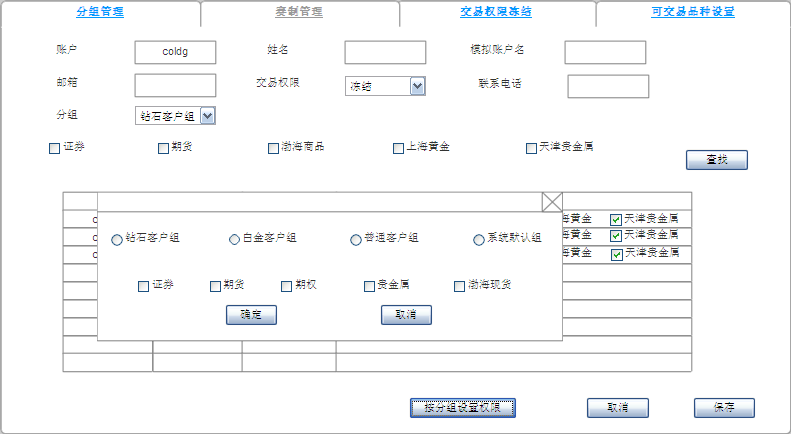 分组管理 赛制管理 交易权限冻结 可交易品种设置
账户 coldg 姓名 模拟账户名
邮箱 交易权限 冻结 联系电话
分组 钻石客户组
证券 期货 渤海商品 上海黄金 天津贵金属
查找
海黄金 天津贵金属
海黄金 天津贵金属
海黄金 天津贵金属
钻石客户组 白金客户组 普通客户组 系统默认组
证券 期货 期权 贵金属 渤海现货
确定 取消
按分组设置权限 取消 保存